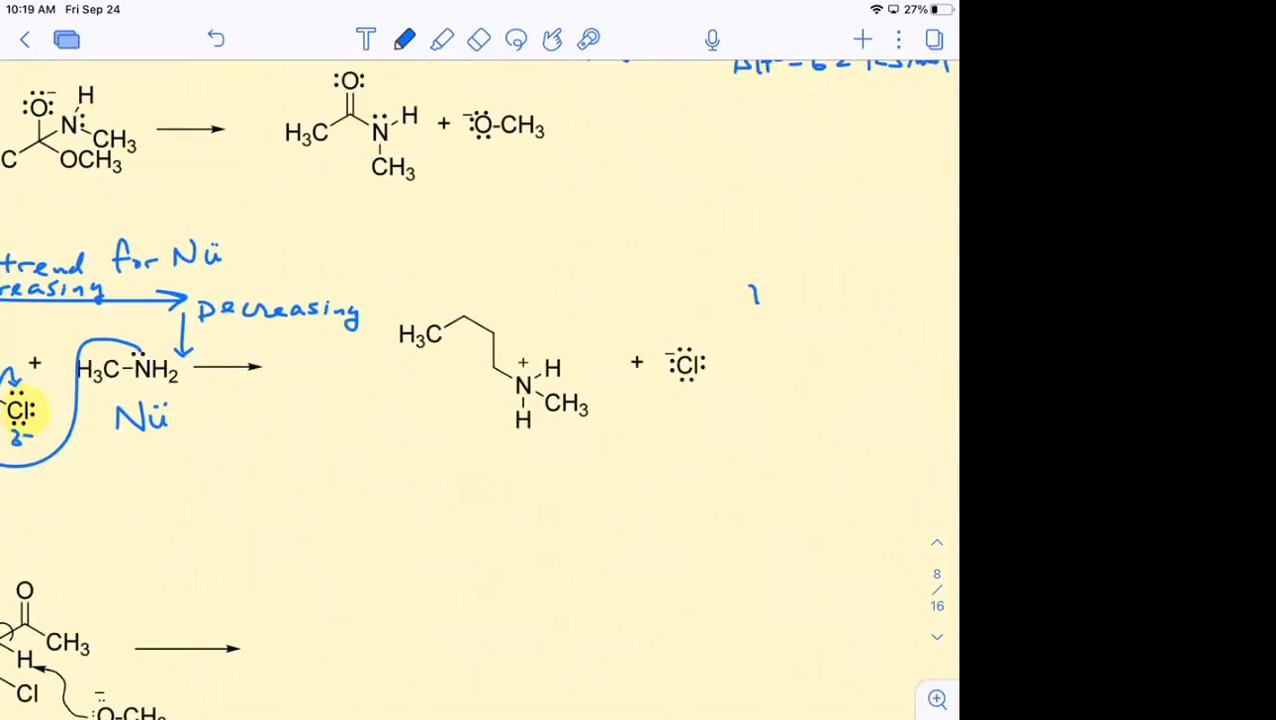 10:19 AM Fri Sep 24 27%
:O:
H
:O: −
N:
CH3
C OCH3
H3C N H + −:O-CH3
CH3
trend for Nü
reasing
Decreasing
H3C
+ H3C-NH2 + H + −:Cl:
N
CH3
H
Cl:
Nü
8
/
16
O
CH3
H
Cl
−
:O-CH3